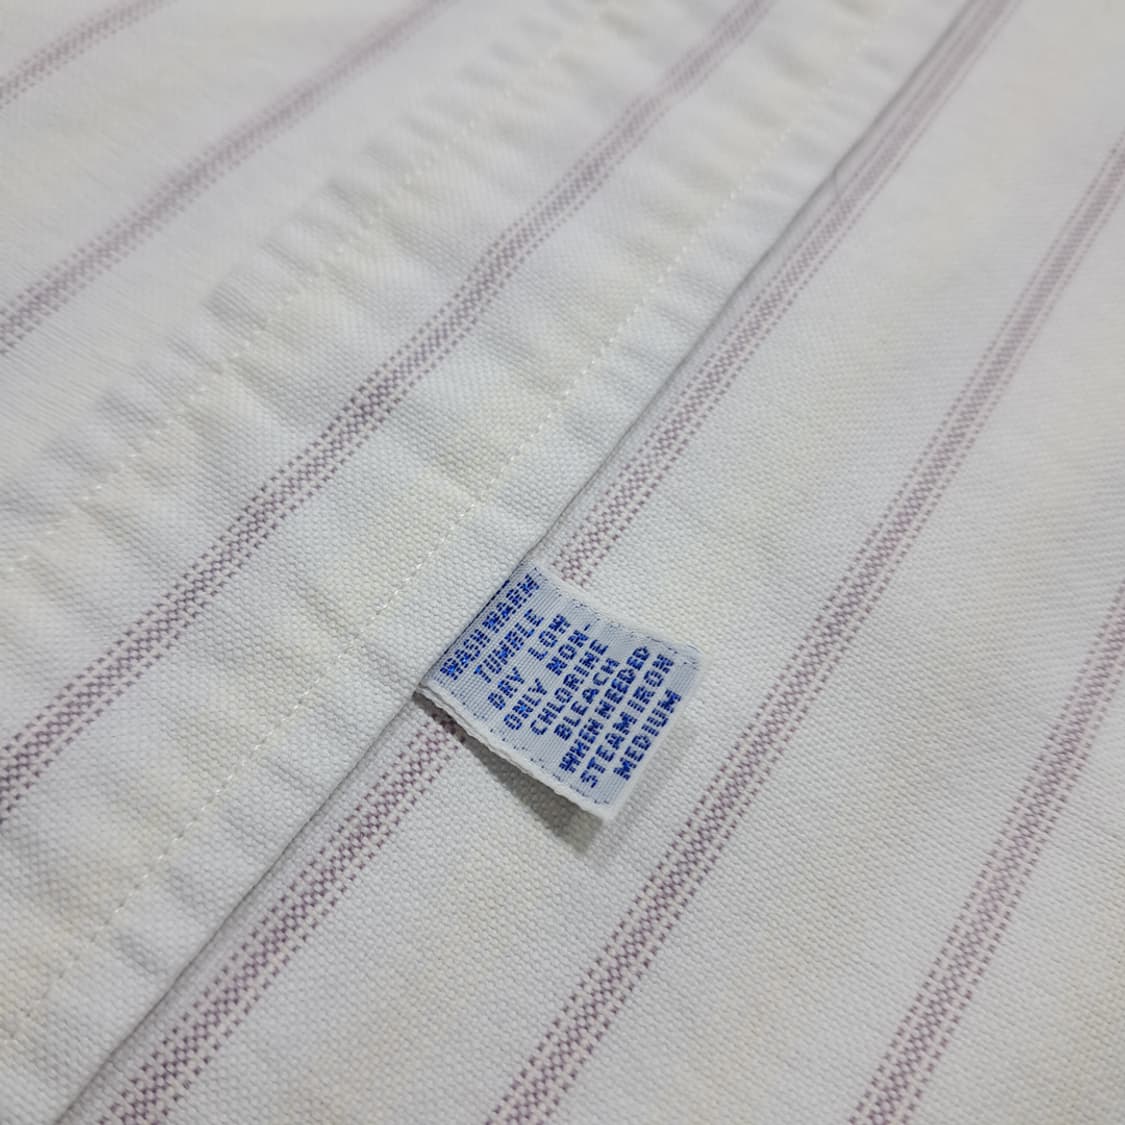 WASH WARM
TUMBLE
DRY LOW
ONLY NON-
CHLORINE
BLEACH
WHEN NEEDED
STEAM IRON
MEDIUM